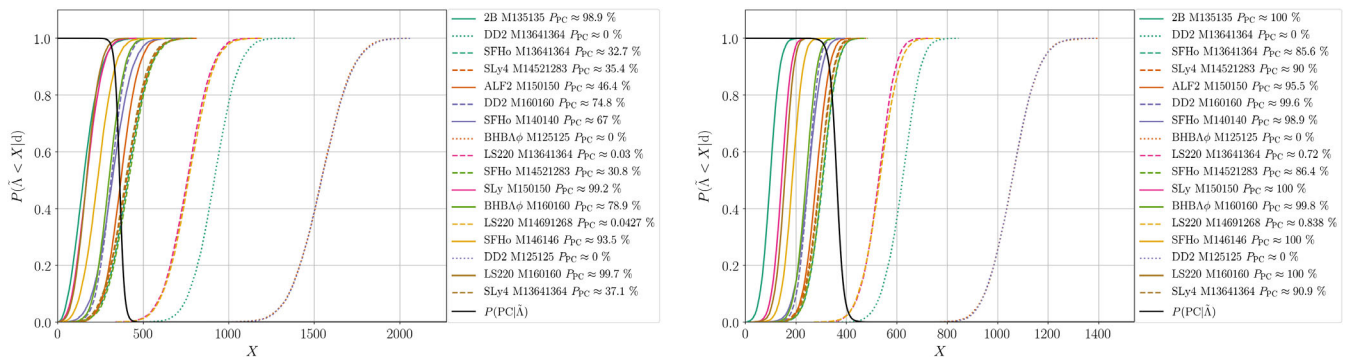 1.0
0.8
0.6
0.4
0.2
0.0
P(Λ̃ < X|d)
0
500
1000
1500
2000
X
2B M135135 P_PC ≈ 98.9 %
DD2 M13641364 P_PC ≈ 0 %
SFHo M13641364 P_PC ≈ 32.7 %
SLy4 M14521283 P_PC ≈ 35.4 %
ALF2 M150150 P_PC ≈ 46.4 %
DD2 M160160 P_PC ≈ 74.8 %
SFHo M140140 P_PC ≈ 67 %
BHBΛϕ M125125 P_PC ≈ 0 %
LS220 M13641364 P_PC ≈ 0.03 %
SFHo M14521283 P_PC ≈ 30.8 %
SLy M150150 P_PC ≈ 99.2 %
BHBΛϕ M160160 P_PC ≈ 78.9 %
LS220 M14691268 P_PC ≈ 0.0427 %
SFHo M146146 P_PC ≈ 93.5 %
DD2 M125125 P_PC ≈ 0 %
LS220 M160160 P_PC ≈ 99.7 %
SLy4 M13641364 P_PC ≈ 37.1 %
P(PC|Λ̃)
1.0
0.8
0.6
0.4
0.2
0.0
P(Λ̃ < X|d)
0
200
400
600
800
1000
1200
1400
X
2B M135135 P_PC ≈ 100 %
DD2 M13641364 P_PC ≈ 0 %
SFHo M13641364 P_PC ≈ 85.6 %
SLy4 M14521283 P_PC ≈ 90 %
ALF2 M150150 P_PC ≈ 95.5 %
DD2 M160160 P_PC ≈ 99.6 %
SFHo M140140 P_PC ≈ 98.9 %
BHBΛϕ M125125 P_PC ≈ 0 %
LS220 M13641364 P_PC ≈ 0.72 %
SFHo M14521283 P_PC ≈ 86.4 %
SLy M150150 P_PC ≈ 100 %
BHBΛϕ M160160 P_PC ≈ 99.8 %
LS220 M14691268 P_PC ≈ 0.838 %
SFHo M146146 P_PC ≈ 100 %
DD2 M125125 P_PC ≈ 0 %
LS220 M160160 P_PC ≈ 100 %
SLy4 M13641364 P_PC ≈ 90.9 %
P(PC|Λ̃)